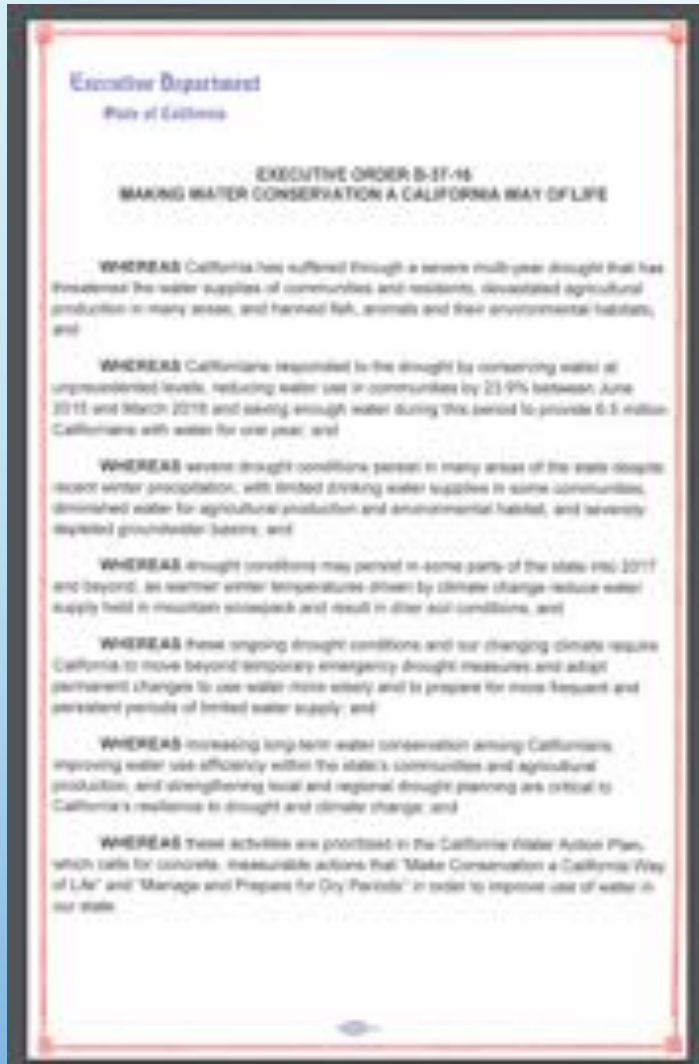 Executive Department
State of California
EXECUTIVE ORDER B-37-16
MAKING WATER CONSERVATION A CALIFORNIA WAY OF LIFE
WHEREAS California has suffered through a severe multi-year drought that has
threatened the water supplies of communities and residents, devastated agricultural
production in many areas, and harmed fish, animals and their environmental habitats;
and
WHEREAS Californians responded to the drought by conserving water at
unprecedented levels, reducing water use in communities by 23.9% between June
2015 and March 2016 and saving enough water during this period to provide 6.5 million
Californians with water for one year; and
WHEREAS severe drought conditions persist in many areas of the state despite
recent winter precipitation, with limited drinking water supplies in some communities,
diminished water for agricultural production and environmental habitat, and severely
depleted groundwater basins; and
WHEREAS drought conditions may persist in some parts of the state into 2017
and beyond, as warmer winter temperatures driven by climate change reduce water
supply held in mountain snowpack and result in drier soil conditions; and
WHEREAS these ongoing drought conditions and our changing climate require
California to move beyond temporary emergency drought measures and adopt
permanent changes to use water more wisely and to prepare for more frequent and
persistent periods of limited water supply; and
WHEREAS increasing long-term water conservation among Californians,
improving water use efficiency within the state's communities and agricultural
production, and strengthening local and regional drought planning are critical to
California's resilience to drought and climate change; and
WHEREAS these activities are prioritized in the California Water Action Plan,
which calls for concrete, measurable actions that "Make Conservation a California Way
of Life" and "Manage and Prepare for Dry Periods" in order to improve use of water in
our state.